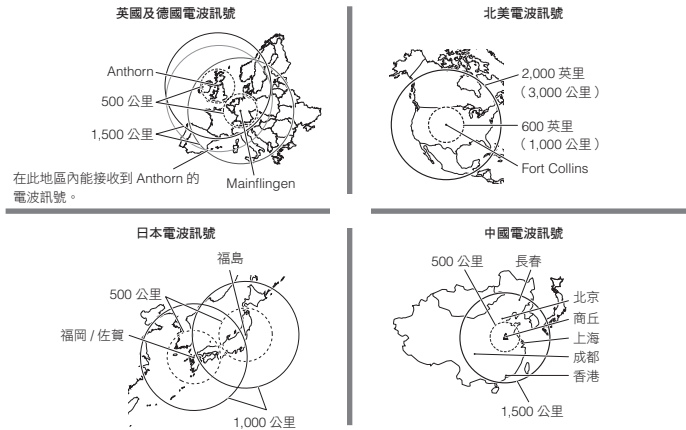 英國及德國電波訊號
Anthorn
500 公里
1,500 公里
在此地區內能接收到 Anthorn 的
電波訊號。
Mainflingen
北美電波訊號
2,000 英里
（3,000 公里）
600 英里
（1,000 公里）
Fort Collins
日本電波訊號
福島
500 公里
福岡 / 佐賀
1,000 公里
中國電波訊號
500 公里
長春
北京
商丘
上海
成都
香港
1,500 公里